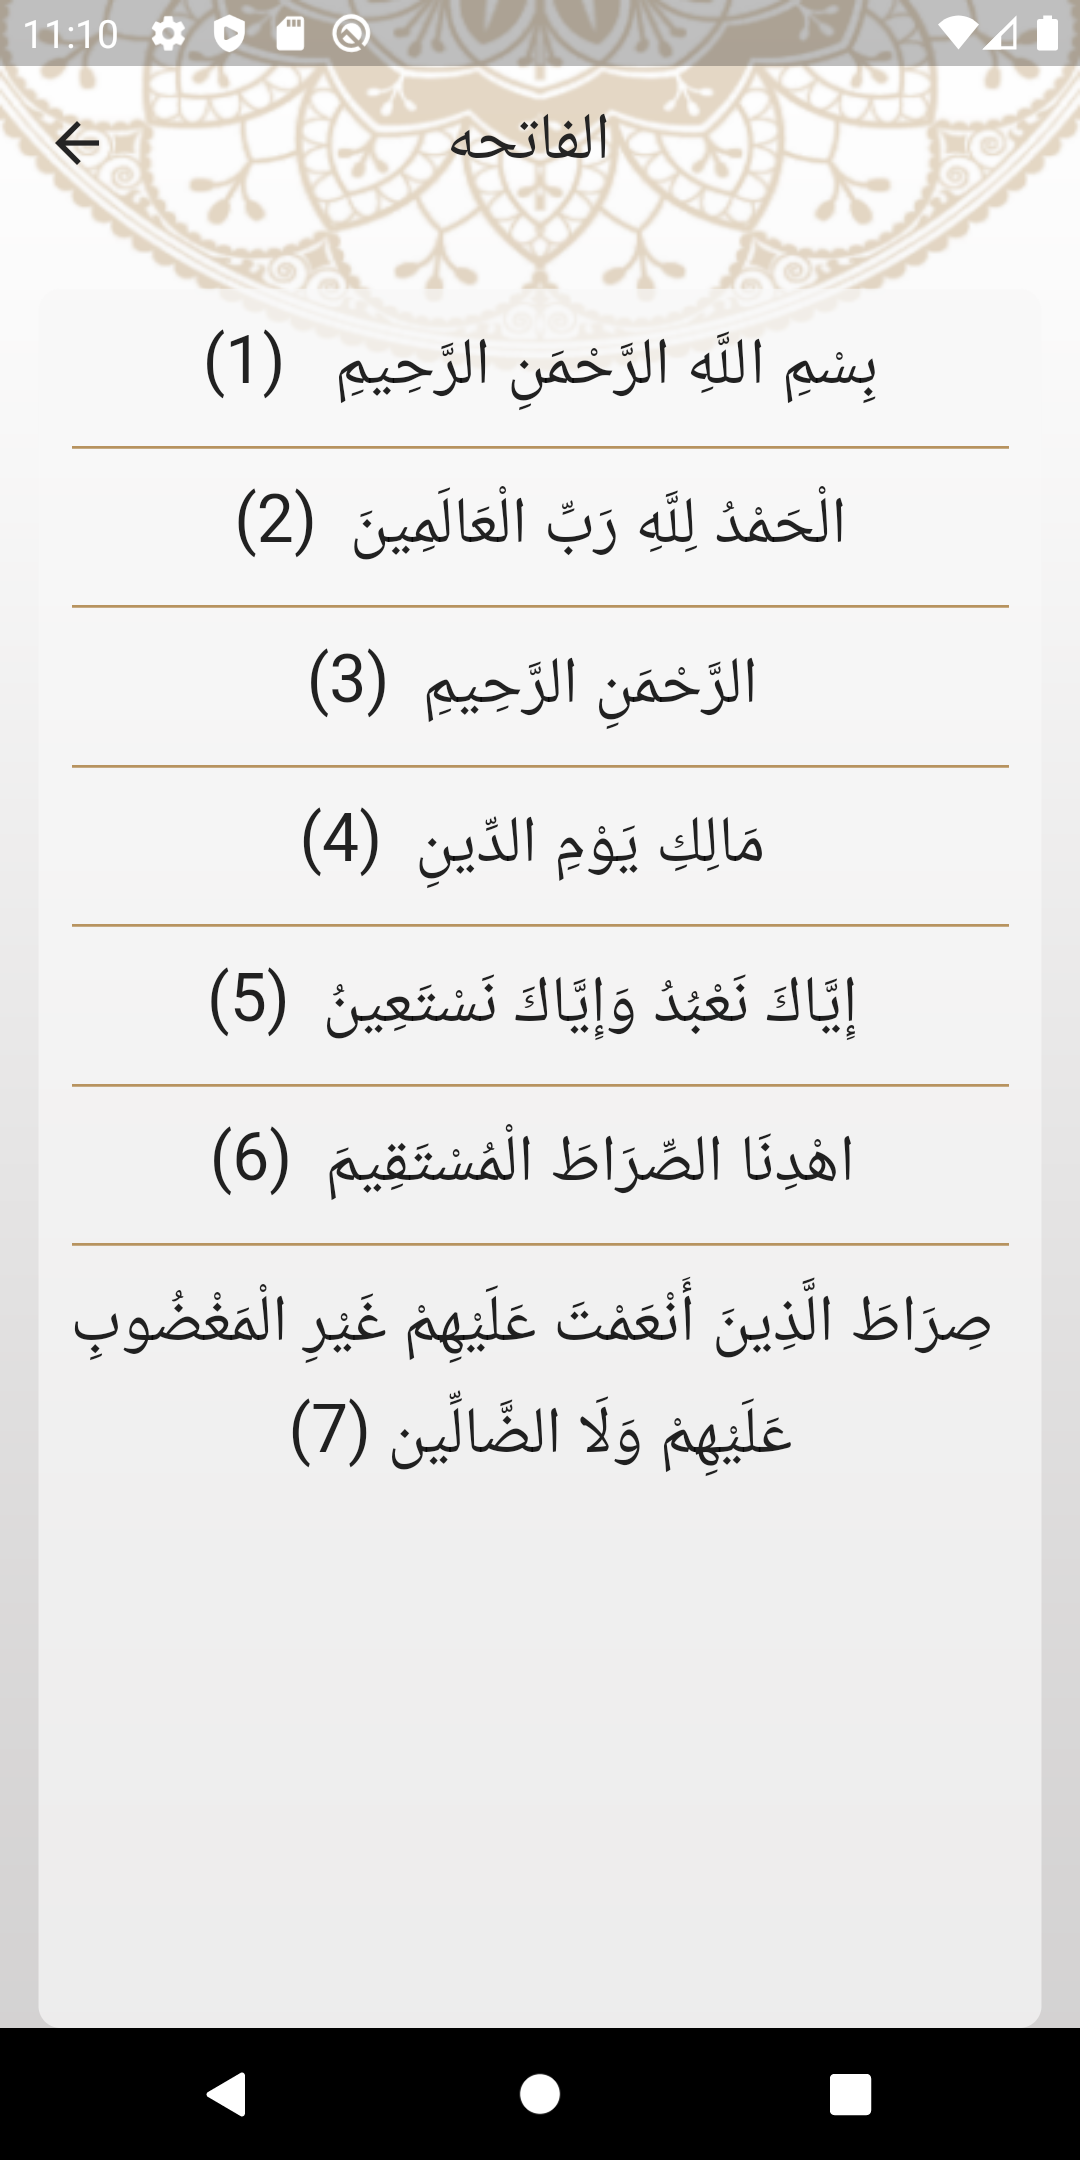 11:10
الفاتحه
بِسْمِ اللَّهِ الرَّحْمَنِ الرَّحِيمِ (1)
الْحَمْدُ لِلَّهِ رَبِّ الْعَالَمِينَ (2)
الرَّحْمَنِ الرَّحِيمِ (3)
مَالِكِ يَوْمِ الدِّينِ (4)
إِيَّاكَ نَعْبُدُ وَإِيَّاكَ نَسْتَعِينُ (5)
اهْدِنَا الصِّرَاطَ الْمُسْتَقِيمَ (6)
صِرَاطَ الَّذِينَ أَنْعَمْتَ عَلَيْهِمْ غَيْرِ الْمَغْضُوبِ
عَلَيْهِمْ وَلَا الضَّالِّين (7)